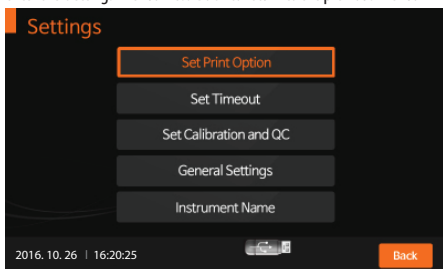 Settings
Set Print Option
Set Timeout
Set Calibration and QC
General Settings
Instrument Name
2016. 10. 26 | 16:20:25
Back